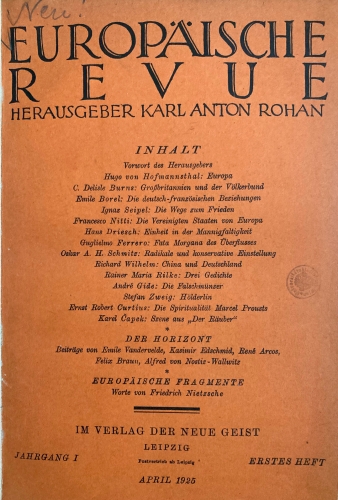 Neu!
EUROPÄISCHE
REVUE
HERAUSGEBER KARL ANTON ROHAN
INHALT
Vorwort des Herausgebers
Hugo von Hofmannsthal: Europa
C. Delisle Burns: Großbritannien und der Völkerbund
Emile Borel: Die deutsch-französischen Beziehungen
Ignaz Seipel: Die Wege zum Frieden
Francesco Nitti: Die Vereinigten Staaten von Europa
Hans Driesch: Einheit in der Mannigfaltigkeit
Guglielmo Ferrero: Fata Morgana des Überflusses
Oskar A. H. Schmitz: Radikale und konservative Einstellung
Richard Wilhelm: China und Deutschland
Rainer Maria Rilke: Drei Gedichte
André Gide: Die Falschmünzer
Stefan Zweig: Hölderlin
Ernst Robert Curtius: Die Spiritualität Marcel Prousts
Karel Čapek: Szene aus „Der Räuber"
DER HORIZONT
Beiträge von Emile Vandervelde, Kasimir Edschmid, René Arcos,
Felix Braun, Alfred von Nostiz-Wallwitz
EUROPÄISCHE FRAGMENTE
Worte von Friedrich Nietzsche
IM VERLAG DER NEUE GEIST
LEIPZIG
JAHRGANG I Postvertrieb ab Leipzig ERSTES HEFT
APRIL 1925